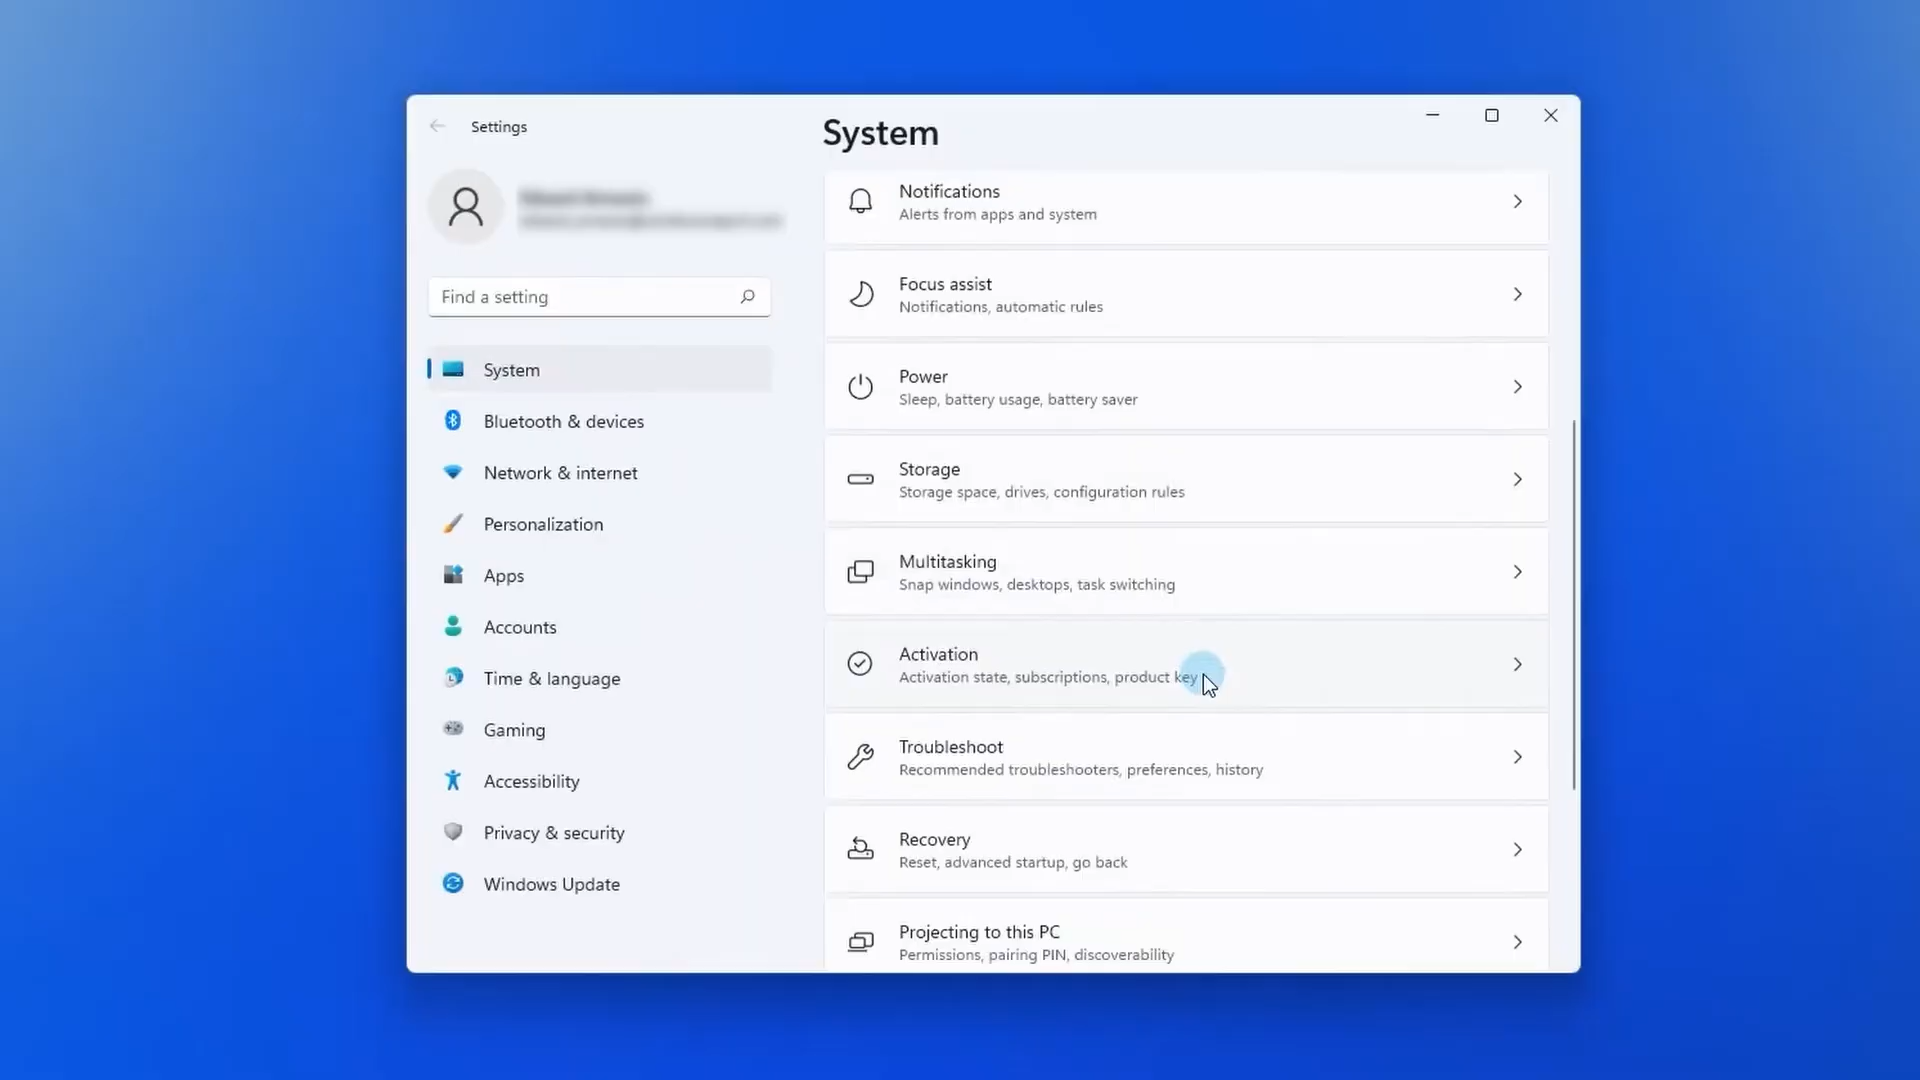 Settings
Find a setting
System
Bluetooth & devices
Network & internet
Personalization
Apps
Accounts
Time & language
Gaming
Accessibility
Privacy & security
Windows Update
System
Notifications
Alerts from apps and system
Focus assist
Notifications, automatic rules
Power
Sleep, battery usage, battery saver
Storage
Storage space, drives, configuration rules
Multitasking
Snap windows, desktops, task switching
Activation
Activation state, subscriptions, product key
Troubleshoot
Recommended troubleshooters, preferences, history
Recovery
Reset, advanced startup, go back
Projecting to this PC
Permissions, pairing PIN, discoverability